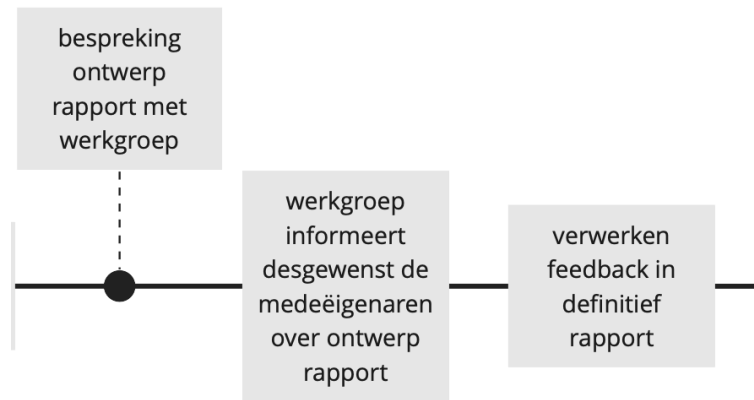 bespreking
ontwerp
rapport met
werkgroep
werkgroep
informeert
desgewenst de
medeëigenaren
over ontwerp
rapport
verwerken
feedback in
definitief
rapport